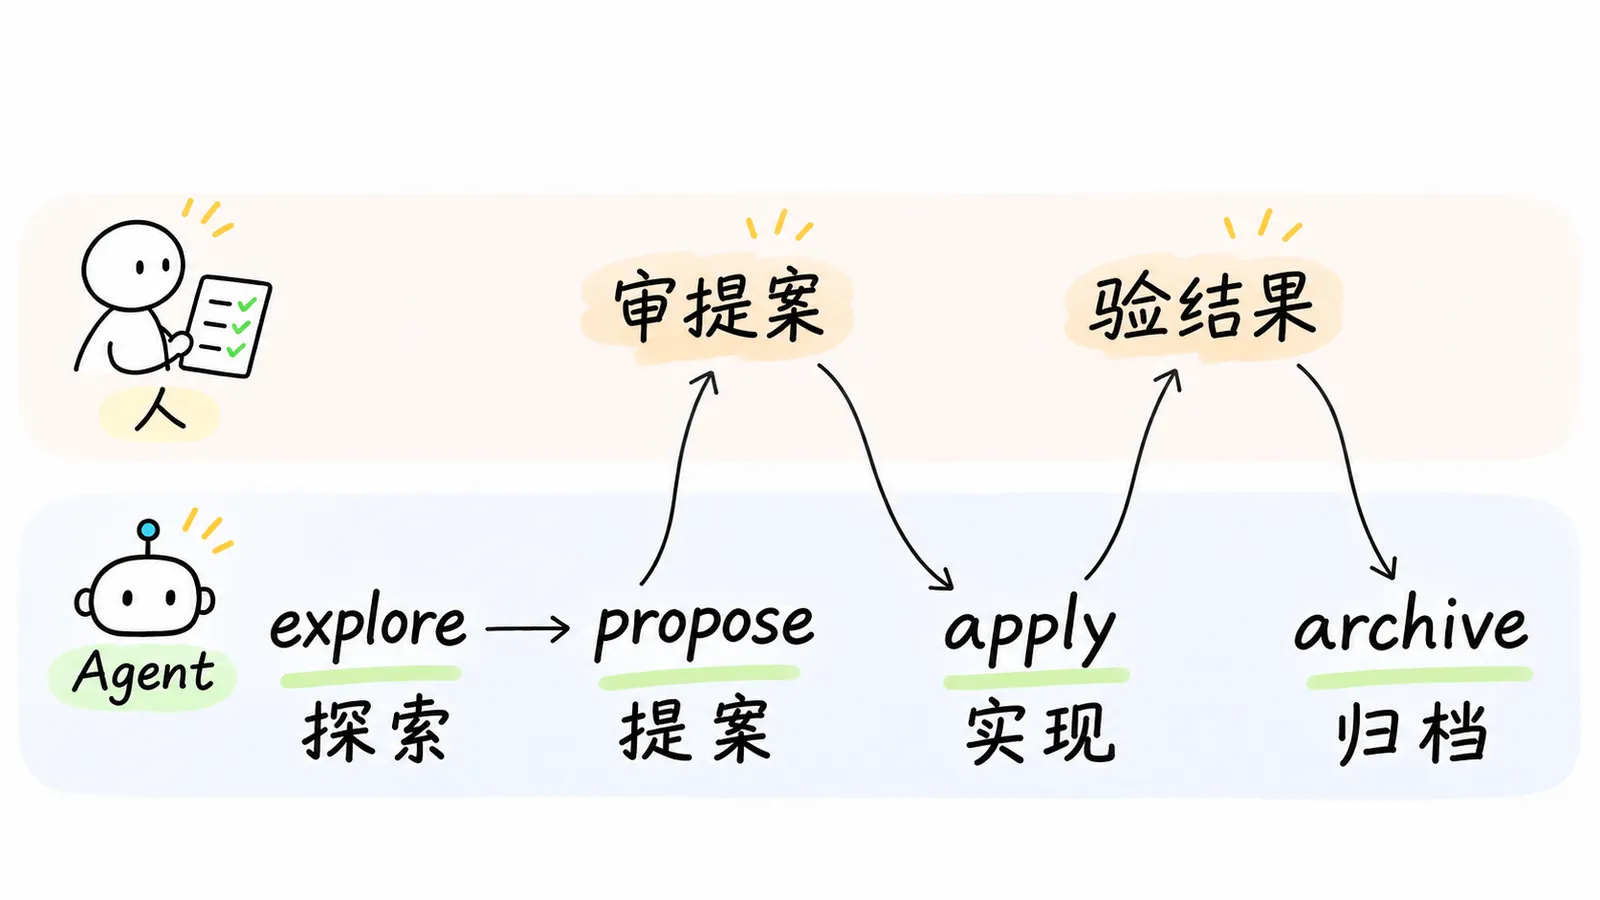 审提案
验结果
人
Agent
explore
propose
apply
archive
探索
提案
实现
归档